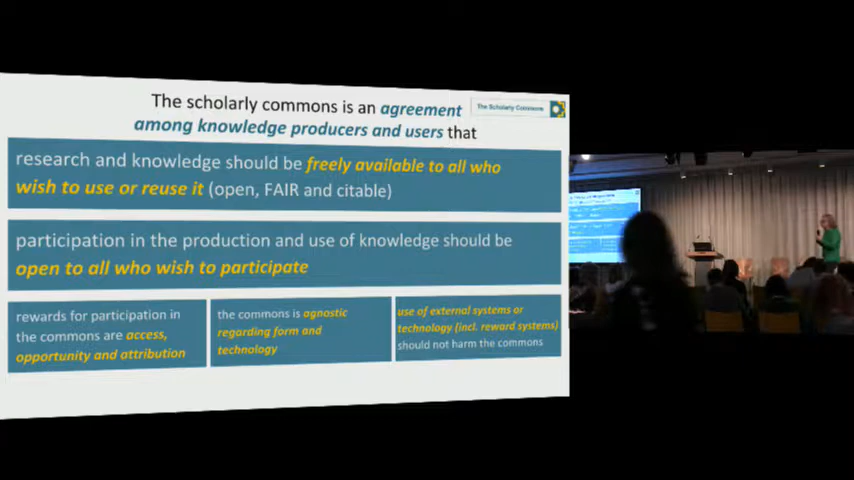 The scholarly commons is an agreement
The Scholarly Commons
among knowledge producers and users that
research and knowledge should be freely available to all who
wish to use or reuse it (open, FAIR and citable)
participation in the production and use of knowledge should be
open to all who wish to participate
rewards for participation in
the commons are access,
opportunity and attribution
the commons is agnostic
regarding form and
technology
use of external systems or
technology (incl. reward systems)
should not harm the commons